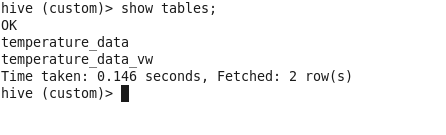 hive (custom)> show tables;
OK
temperature_data
temperature_data_vw
Time taken: 0.146 seconds, Fetched: 2 row(s)
hive (custom)>